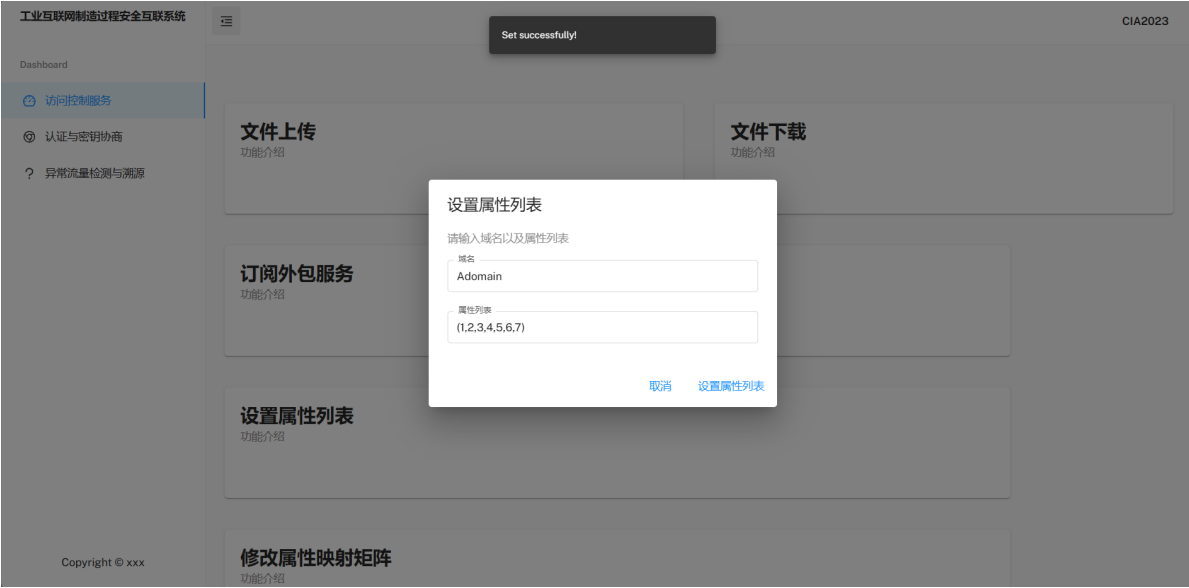 工业互联网制造过程安全互联系统
CIA2023
Set successfully!
Dashboard
访问控制服务
认证与密钥协商
异常流量检测与溯源
文件上传
功能介绍
文件下载
功能介绍
订阅外包服务
功能介绍
设置属性列表
功能介绍
修改属性映射矩阵
功能介绍
设置属性列表
请输入域名以及属性列表
域名
Adomain
属性列表
(1,2,3,4,5,6,7)
取消
设置属性列表
Copyright © xxx